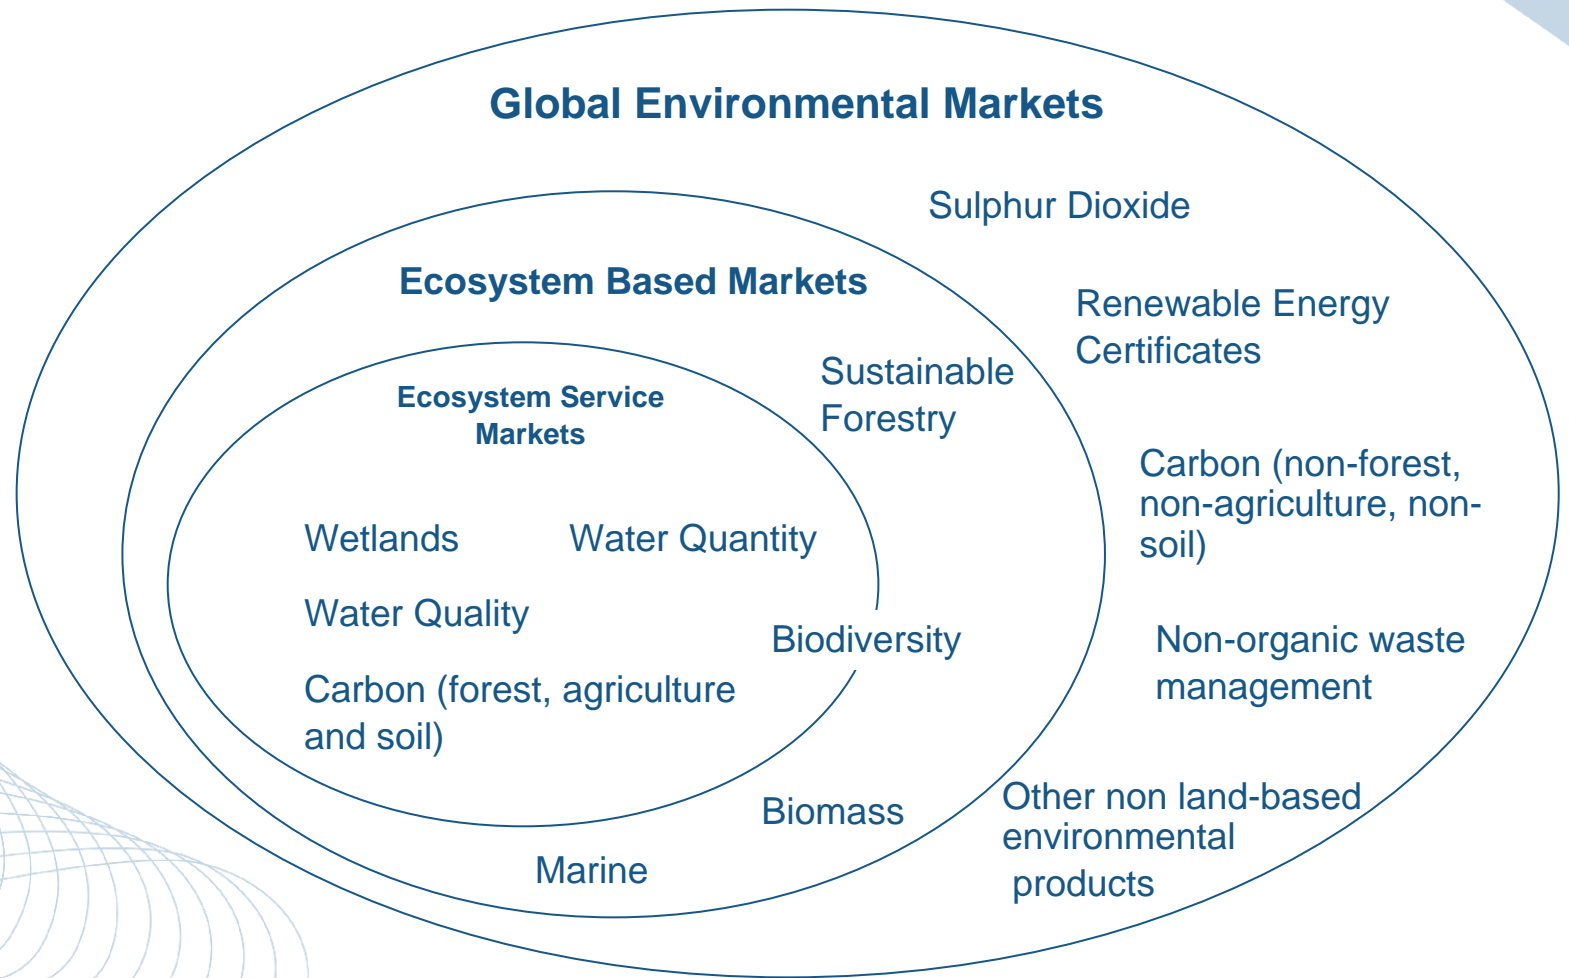 Global Environmental Markets
Sulphur Dioxide
Ecosystem Based Markets
Renewable Energy
Certificates
Sustainable
Forestry
Ecosystem Service
Markets
Carbon (non-forest,
non-agriculture, non-
soil)
Wetlands
Water Quantity
Water Quality
Biodiversity
Non-organic waste
management
Carbon (forest, agriculture
and soil)
Biomass
Other non land-based
environmental
products
Marine